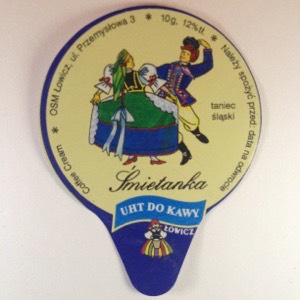 Coffee Cream * OSM Łowicz, ul. Przemysłowa 3 * 10g, 12%tł. * Należy spożyć przed: data na odwrocie
taniec
śląski
Śmietanka
UHT DO KAWY
ŁOWICZ